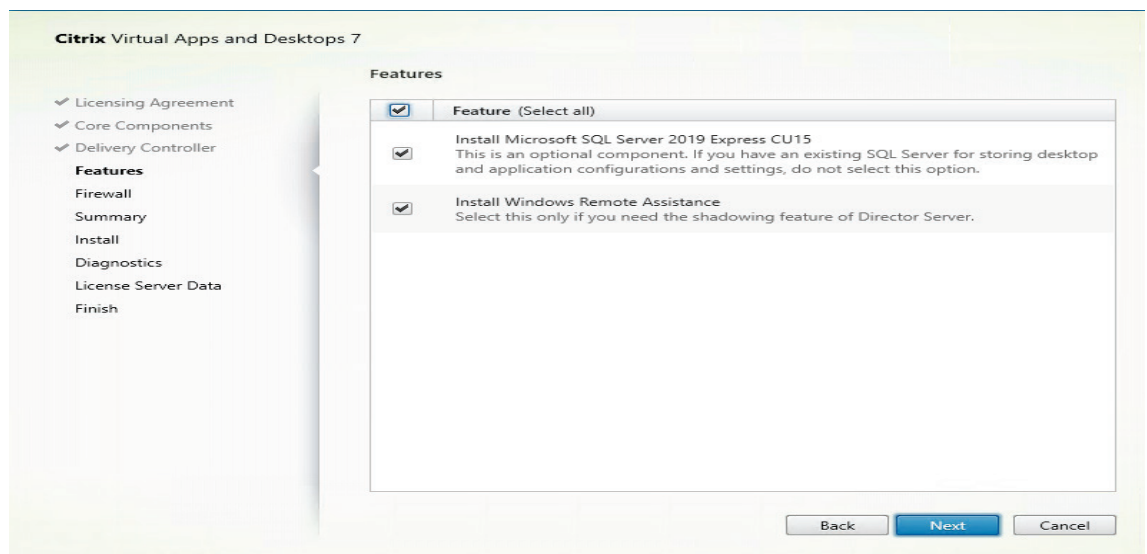 Citrix Virtual Apps and Desktops 7
Features
Licensing Agreement
Core Components
Delivery Controller
Features
Firewall
Summary
Install
Diagnostics
License Server Data
Finish
Feature (Select all)
Install Microsoft SQL Server 2019 Express CU15
This is an optional component. If you have an existing SQL Server for storing desktop
and application configurations and settings, do not select this option.
Install Windows Remote Assistance
Select this only if you need the shadowing feature of Director Server.
Back
Next
Cancel